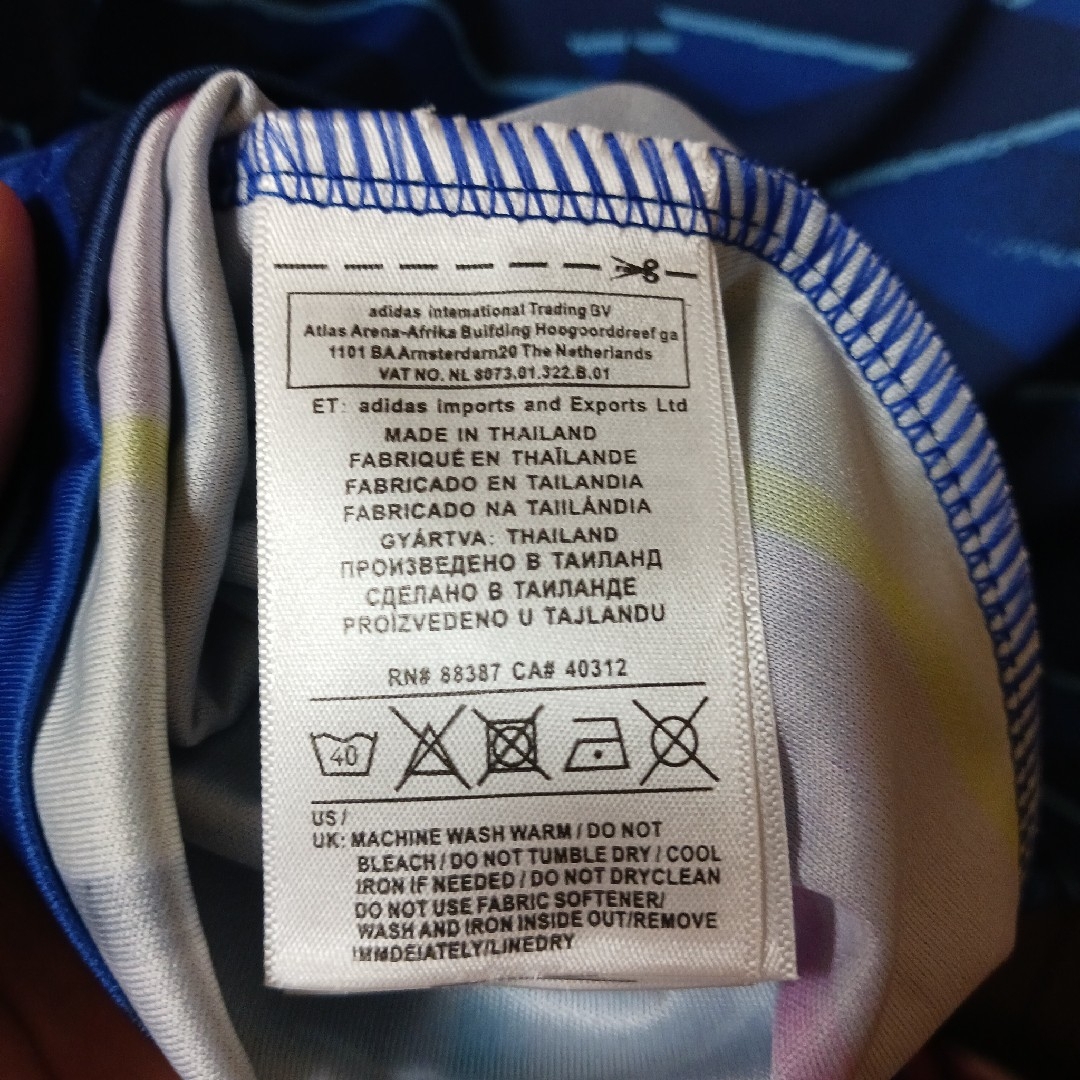 adidas international Trading BV
Atlas Arena-Afrika Buifding Hoogoorddreef ga
1101 BAArnsterdarn20 The Netherlands
VAT NO. NL 8073.01.322.B.01
ET: adidas imports and Exports Ltd
MADE IN THAILAND
FABRIQUÉ EN THAÏLANDE
FABRICADO EN TAILANDIA
FABRICADO NA TAIILÂNDIA
GYÁRTVA: THAILAND
ПРОИЗВЕДЕНО В ТАИЛАНД
СДЕЛАНО В ТАИЛАНДЕ
PROİZVEDENO U TAJLANDU
RN# 88387 CA# 40312
40
US/
UK: MACHINE WASH WARM / DO NOT
BLEACH / DO NOT TUMBLE DRY / COOL
IRON IF NEEDED / DO NOT DRYCLEAN
DO NOT USE FABRIC SOFTENER/
WASH AND IRON INSIDE OUT/REMOVE
IMMDEIATELY/LINEDRY